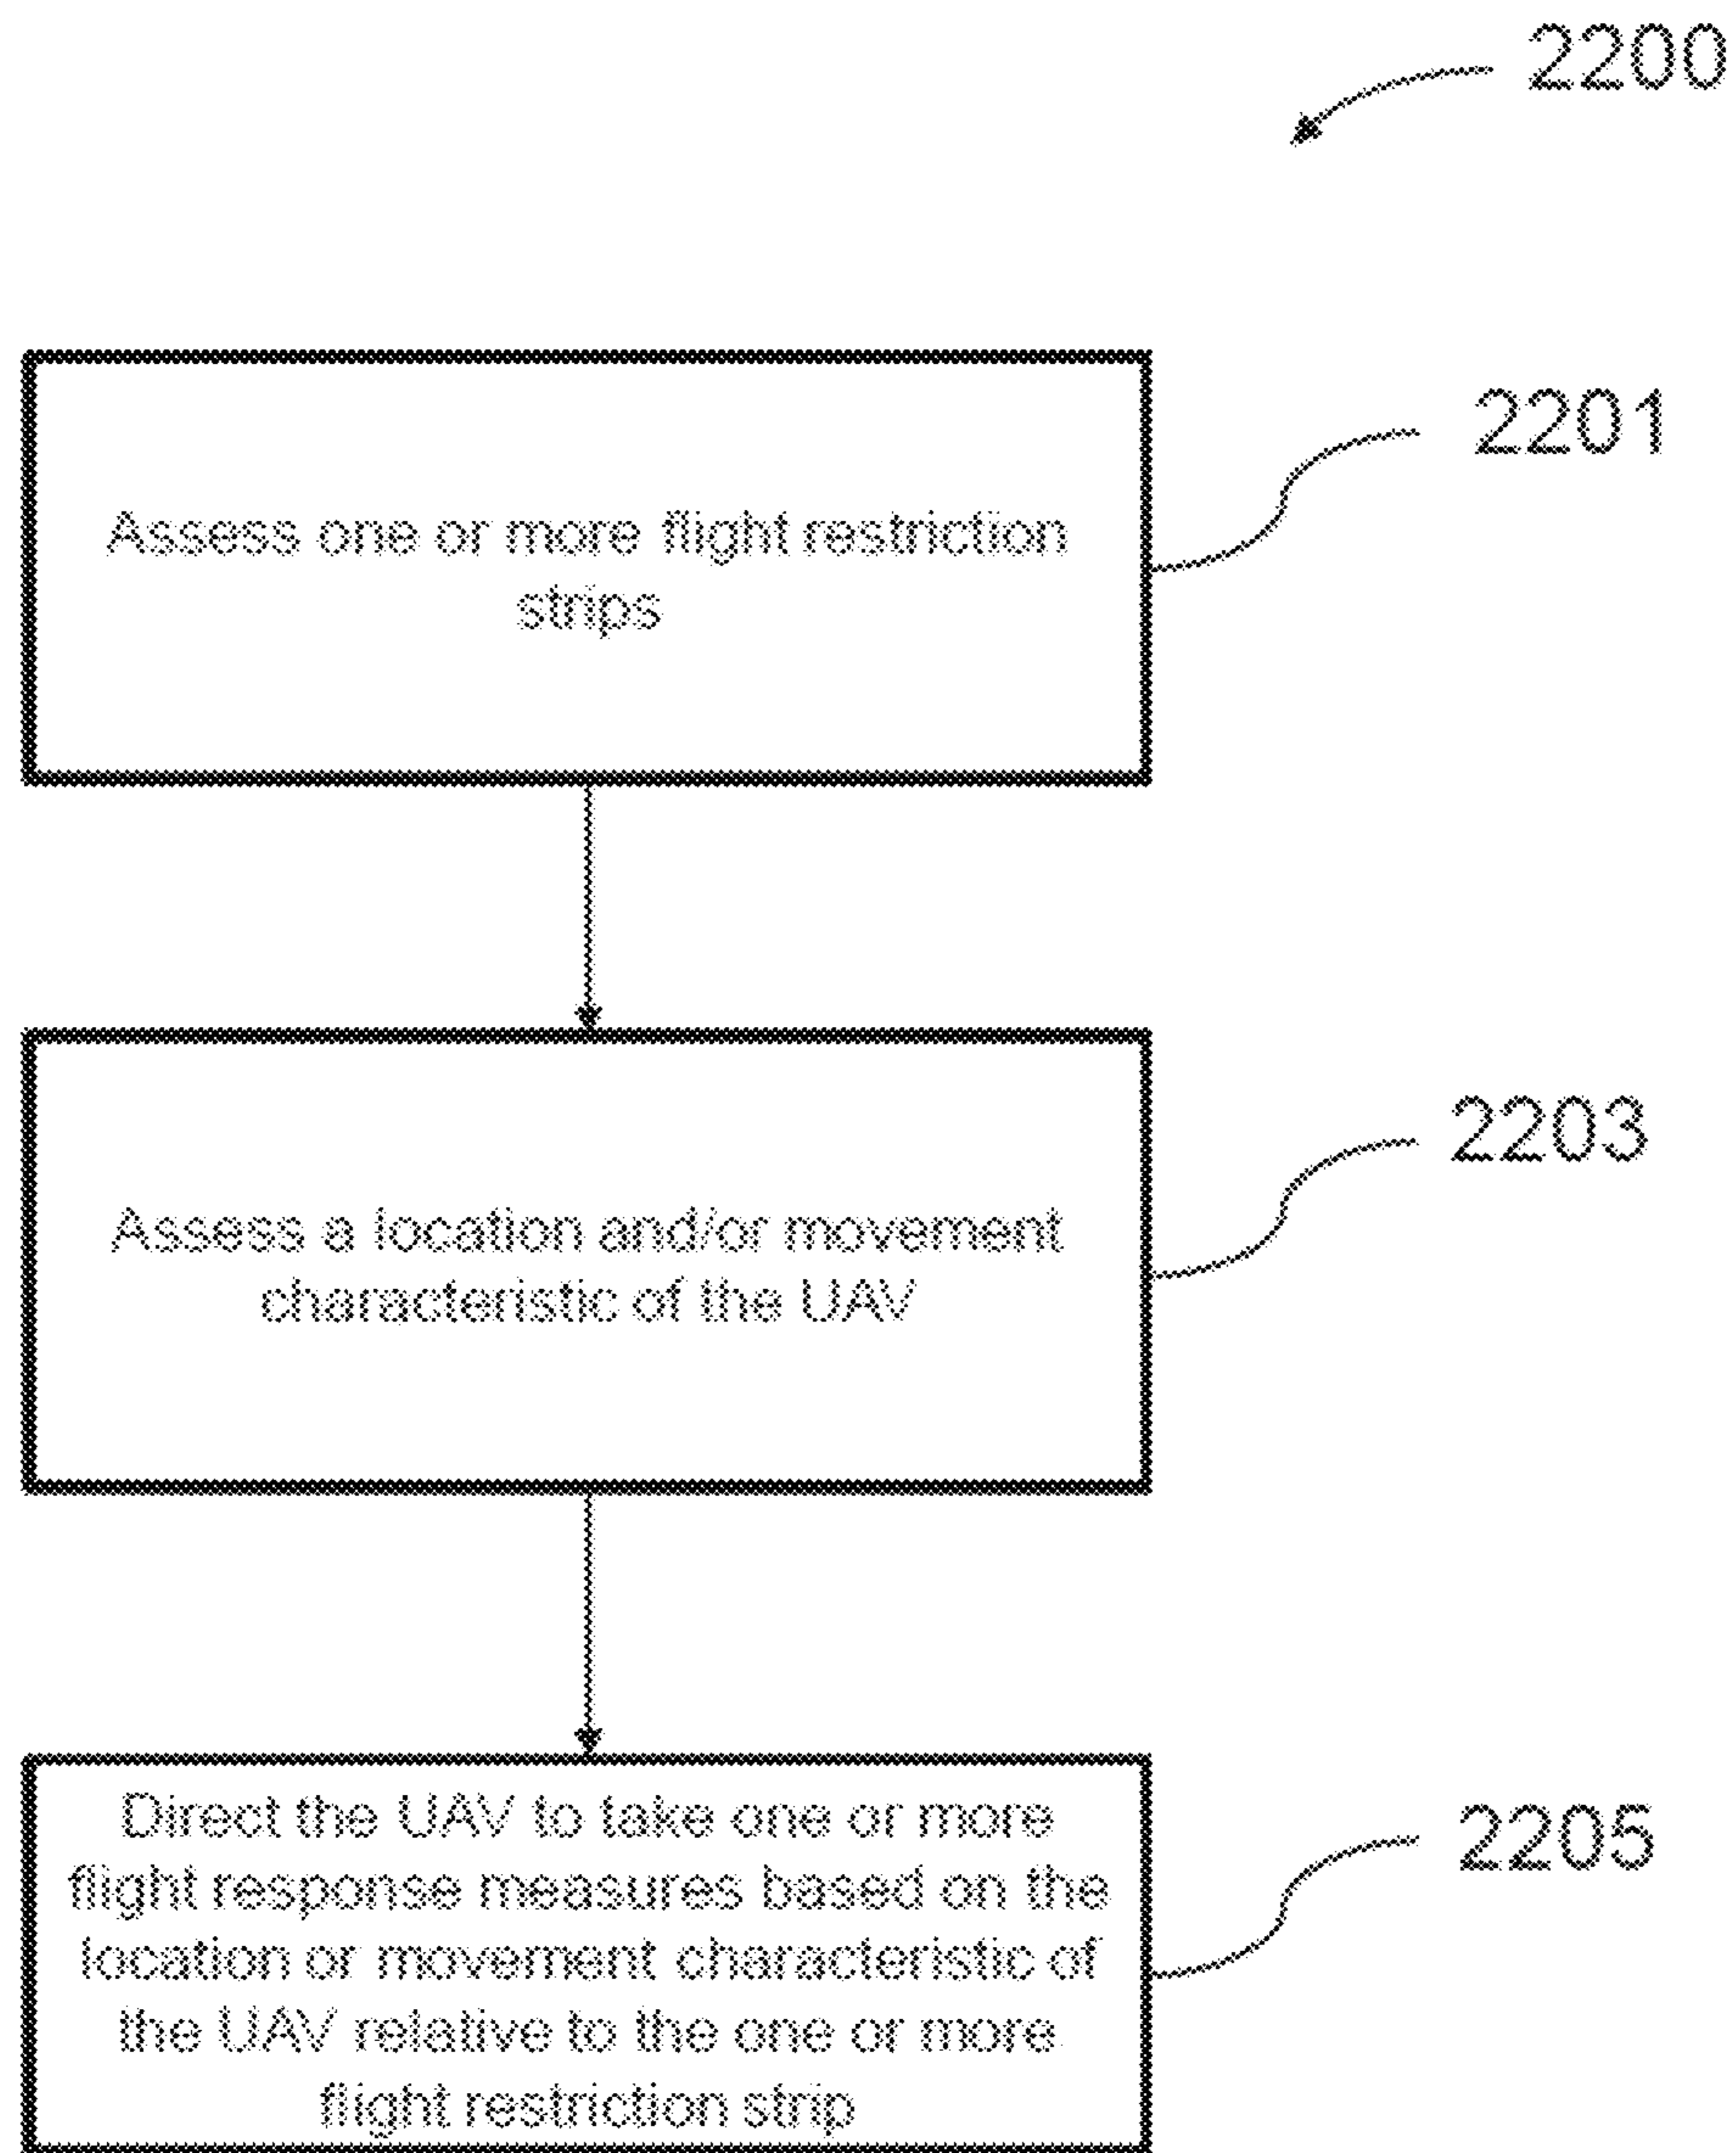 2200
2201
Assess one or more flight restriction
strips
2203
Assess a location and/or movement
characteristic of the UAV
2205
Direct the UAV to take one or more
flight response measures based on the
location or movement characteristic of
the UAV relative to the one or more
flight restriction strip